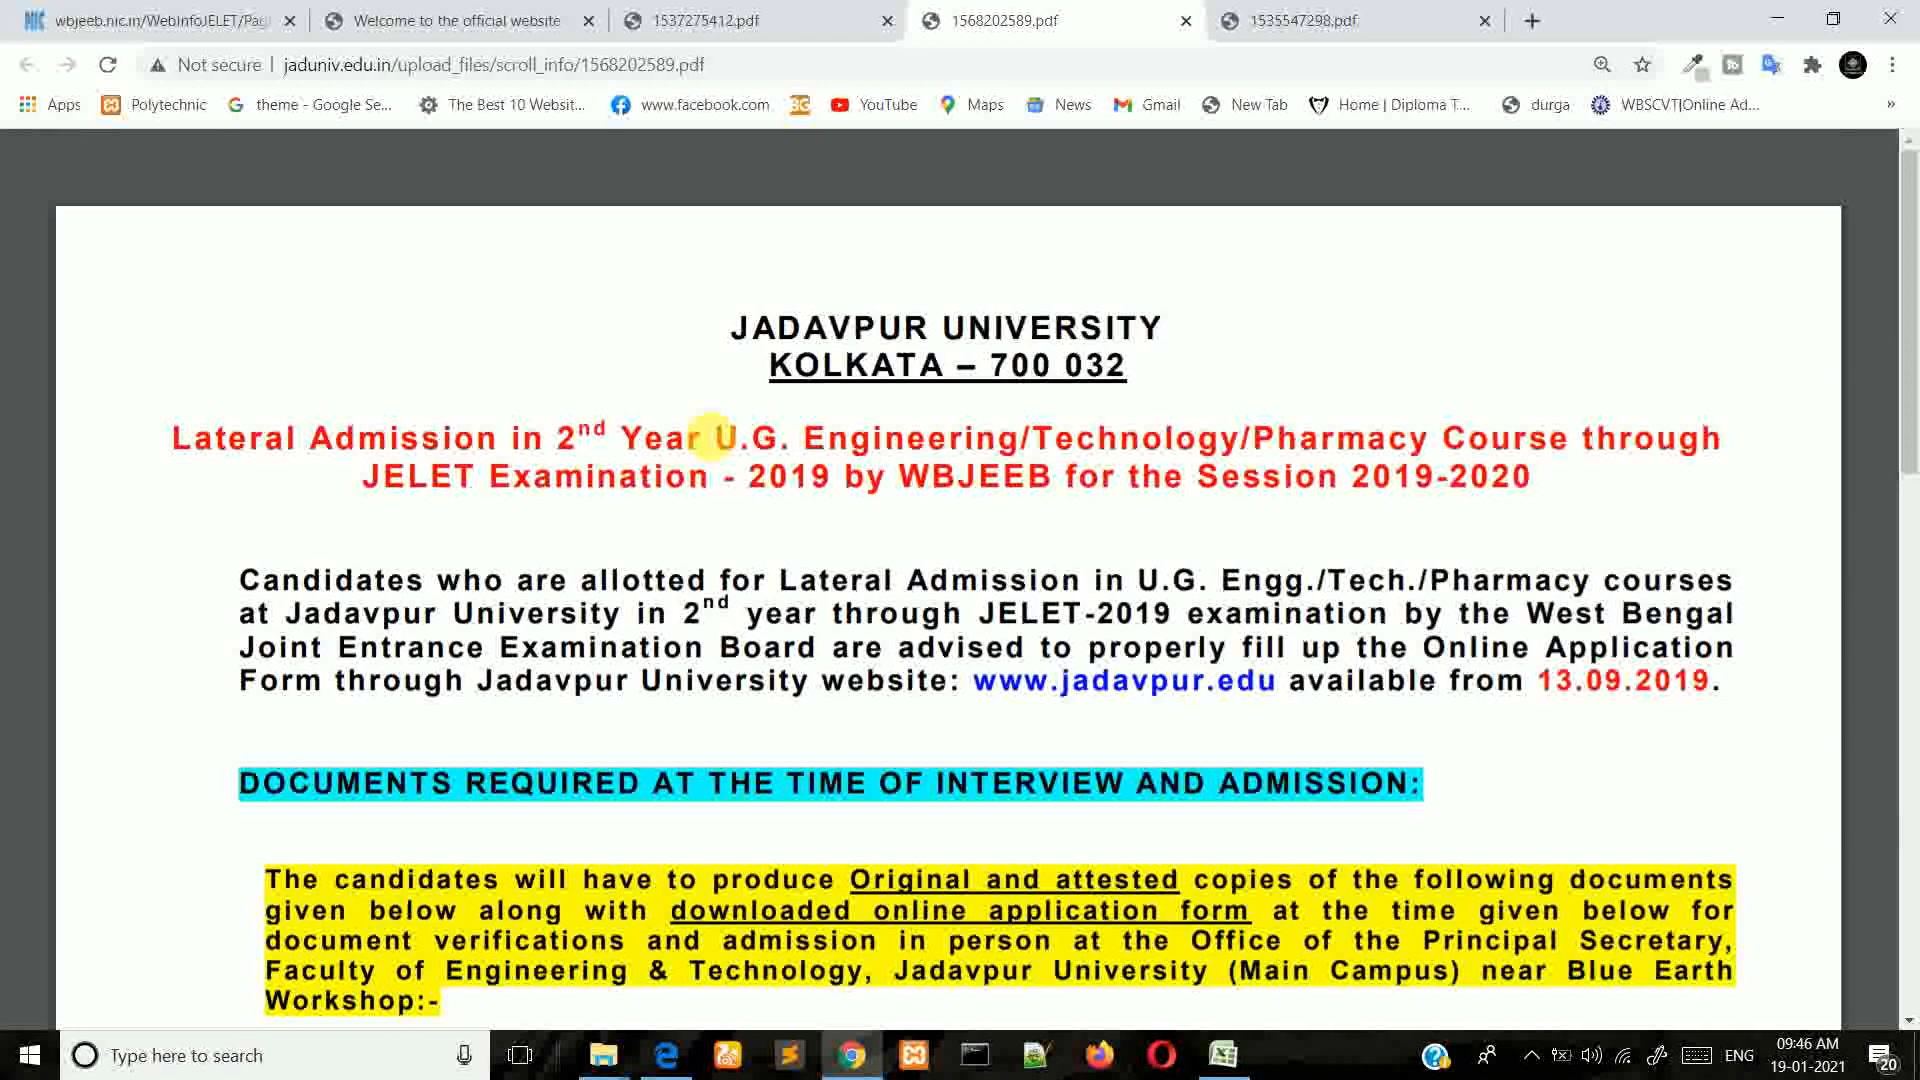 wbjeeb.nic.in/WebinfoJELET/Pag
Welcome to the official website
1537275412.pdf
1568202589.pdf
1535547298.pdf
Not secure | jaduniv.edu.in/upload_files/scroll_info/1568202589.pdf
Apps
Polytechnic
theme - Google Se...
The Best 10 Websit...
www.facebook.com
YouTube
Maps
News
Gmail
New Tab
Home | Diploma T...
durga
WBSCVT|Online Ad...
JADAVPUR UNIVERSITY
KOLKATA – 700 032
Lateral Admission in 2nd Year U.G. Engineering/Technology/Pharmacy Course through
JELET Examination - 2019 by WBJEEB for the Session 2019-2020
Candidates who are allotted for Lateral Admission in U.G. Engg./Tech./Pharmacy courses
at Jadavpur University in 2nd year through JELET-2019 examination by the West Bengal
Joint Entrance Examination Board are advised to properly fill up the Online Application
Form through Jadavpur University website: www.jadavpur.edu available from 13.09.2019.
DOCUMENTS REQUIRED AT THE TIME OF INTERVIEW AND ADMISSION:
The candidates will have to produce Original and attested copies of the following documents
given below along with downloaded online application form at the time given below for
document verifications and admission in person at the Office of the Principal Secretary,
Faculty of Engineering & Technology, Jadavpur University (Main Campus) near Blue Earth
Workshop:-
Type here to search
ENG
09:46 AM
19-01-2021
20